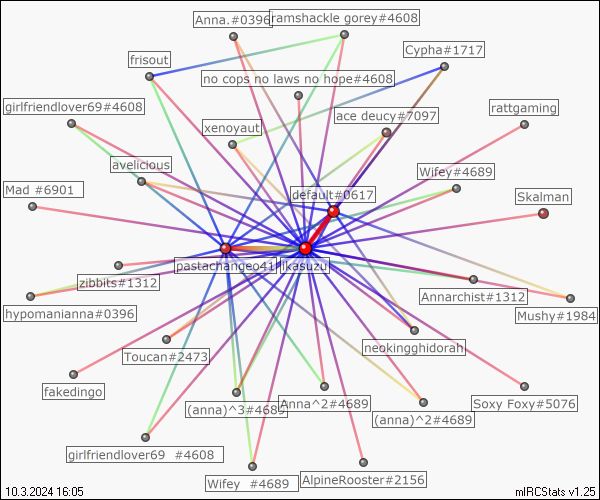 Anna.#0396
ramshackle gorey#4608
Cypha#1717
frisout
no cops no laws no hope#4608
girlfriendlover69#4608
ace deucy#7097
rattgaming
xenoyaut
avelicious
Wifey#4689
Mad #6901
default#0617
Skalman
pastachangeo41
likasuzu
zibbits#1312
Annarchist#1312
hypomanianna#0396
Mushy#1984
neokingghidorah
Toucan#2473
fakedingo
(anna)^3#4689
Anna^2#4689
Soxy Foxy#5076
(anna)^2#4689
girlfriendlover69 #4608
Wifey #4689
AlpineRooster#2156
10.3.2024 16:05
mIRCStats v1.25